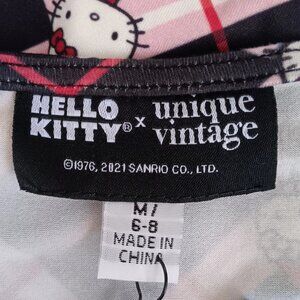 HELLO KITTY® x unique vintage
©1976, 2021 SANRIO CO., LTD.
M/
6-8
MADE IN
CHINA